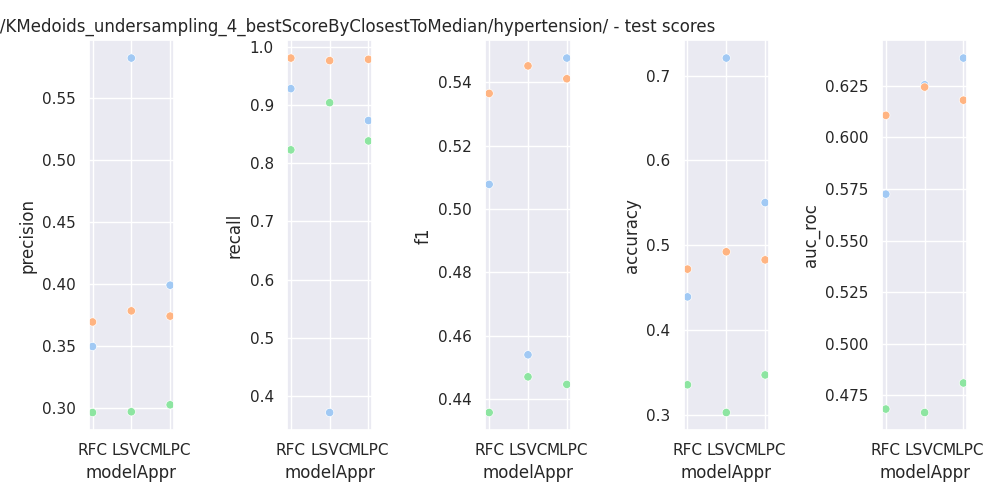 /KMedoids_undersampling_4_bestScoreByClosestToMedian/hypertension/ - test scores
precision
0.55
0.50
0.45
0.40
0.35
0.30
RFC LSVCMLPC
modelAppr
recall
1.0
0.9
0.8
0.7
0.6
0.5
0.4
RFC LSVCMLPC
modelAppr
f1
0.54
0.52
0.50
0.48
0.46
0.44
RFC LSVCMLPC
modelAppr
accuracy
0.7
0.6
0.5
0.4
0.3
RFC LSVCMLPC
modelAppr
auc_roc
0.625
0.600
0.575
0.550
0.525
0.500
0.475
RFC LSVCMLPC
modelAppr